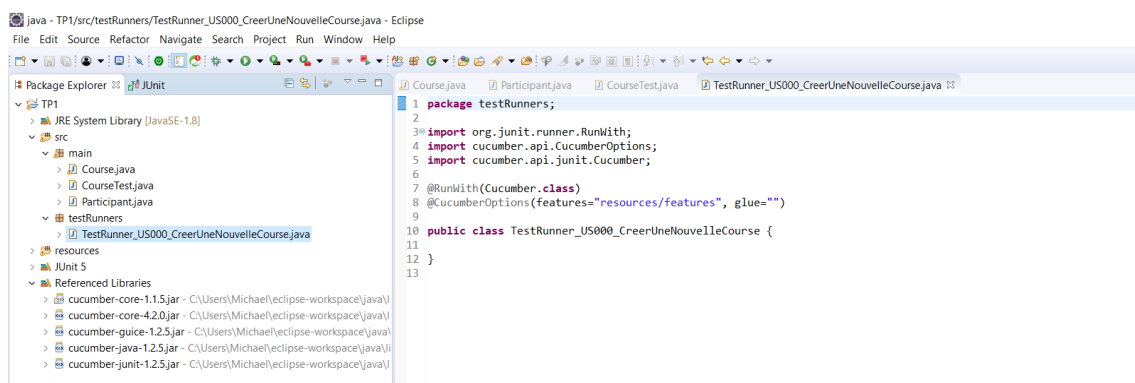 java - TP1/src/testRunners/TestRunner_US000_CreerUneNouvelleCourse.java - Eclipse
File Edit Source Refactor Navigate Search Project Run Window Help
Package Explorer JUnit
TP1
JRE System Library [JavaSE-1.8]
src
main
Course.java
CourseTest.java
Participant.java
testRunners
TestRunner_US000_CreerUneNouvelleCourse.java
resources
JUnit 5
Referenced Libraries
cucumber-core-1.1.5.jar - C:\Users\Michael\eclipse-workspace\java\l
cucumber-core-4.2.0.jar - C:\Users\Michael\eclipse-workspace\java\l
cucumber-guice-1.2.5.jar - C:\Users\Michael\eclipse-workspace\java\
cucumber-java-1.2.5.jar - C:\Users\Michael\eclipse-workspace\java\li
cucumber-junit-1.2.5.jar - C:\Users\Michael\eclipse-workspace\java\l
Course.java Participant.java CourseTest.java TestRunner_US000_CreerUneNouvelleCourse.java
1 package testRunners;
2
3 import org.junit.runner.RunWith;
4 import cucumber.api.CucumberOptions;
5 import cucumber.api.junit.Cucumber;
6
7 @RunWith(Cucumber.class)
8 @CucumberOptions(features="resources/features", glue="")
9
10 public class TestRunner_US000_CreerUneNouvelleCourse {
11
12 }
13